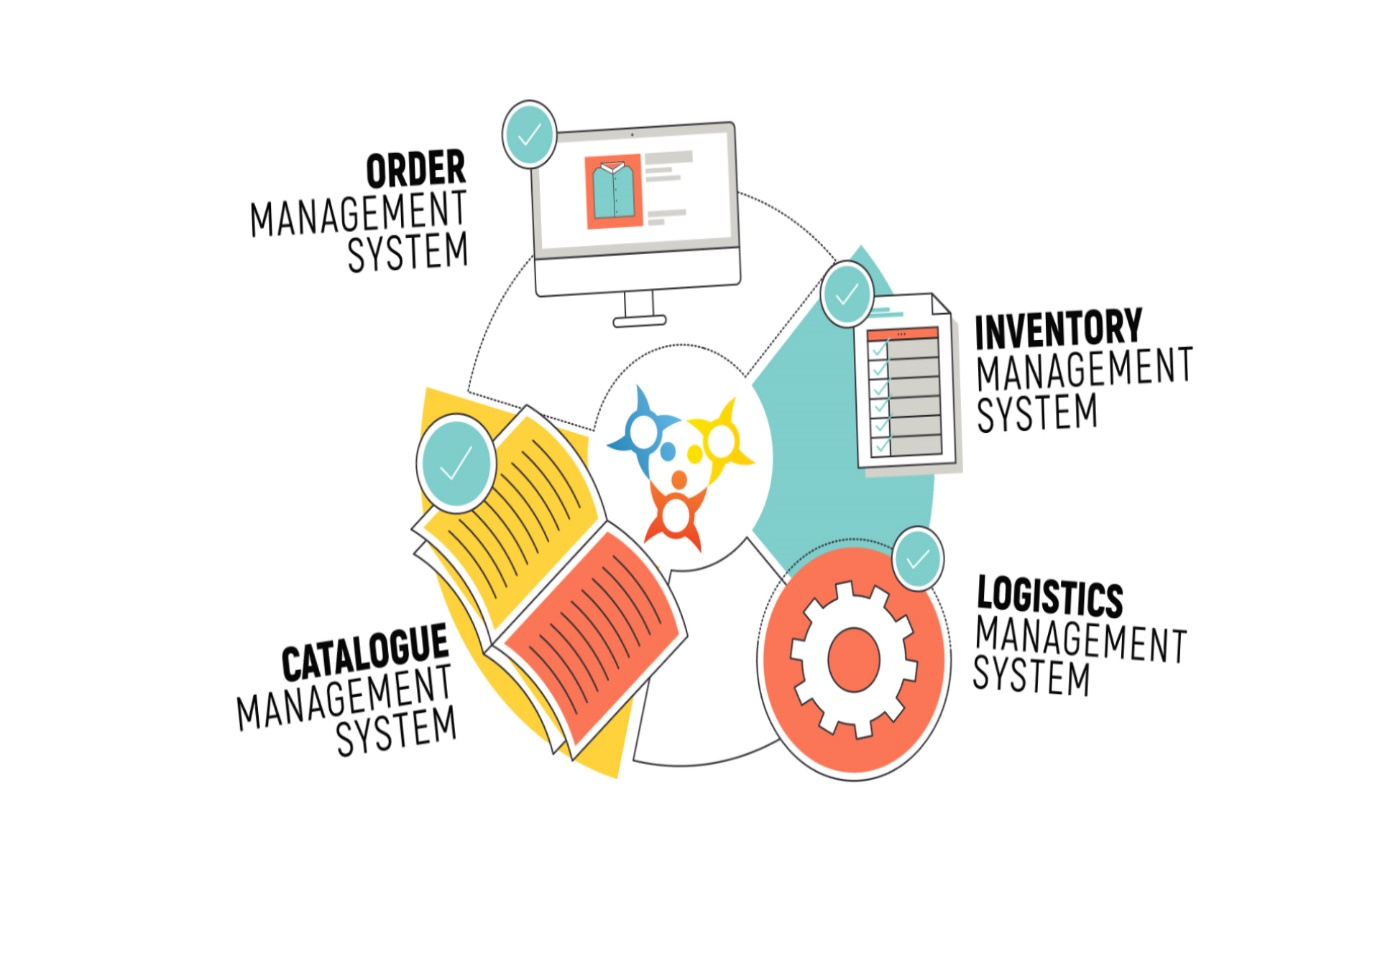 ORDER
MANAGEMENT
SYSTEM
INVENTORY
MANAGEMENT
SYSTEM
LOGISTICS
MANAGEMENT
SYSTEM
CATALOGUE
MANAGEMENT
SYSTEM